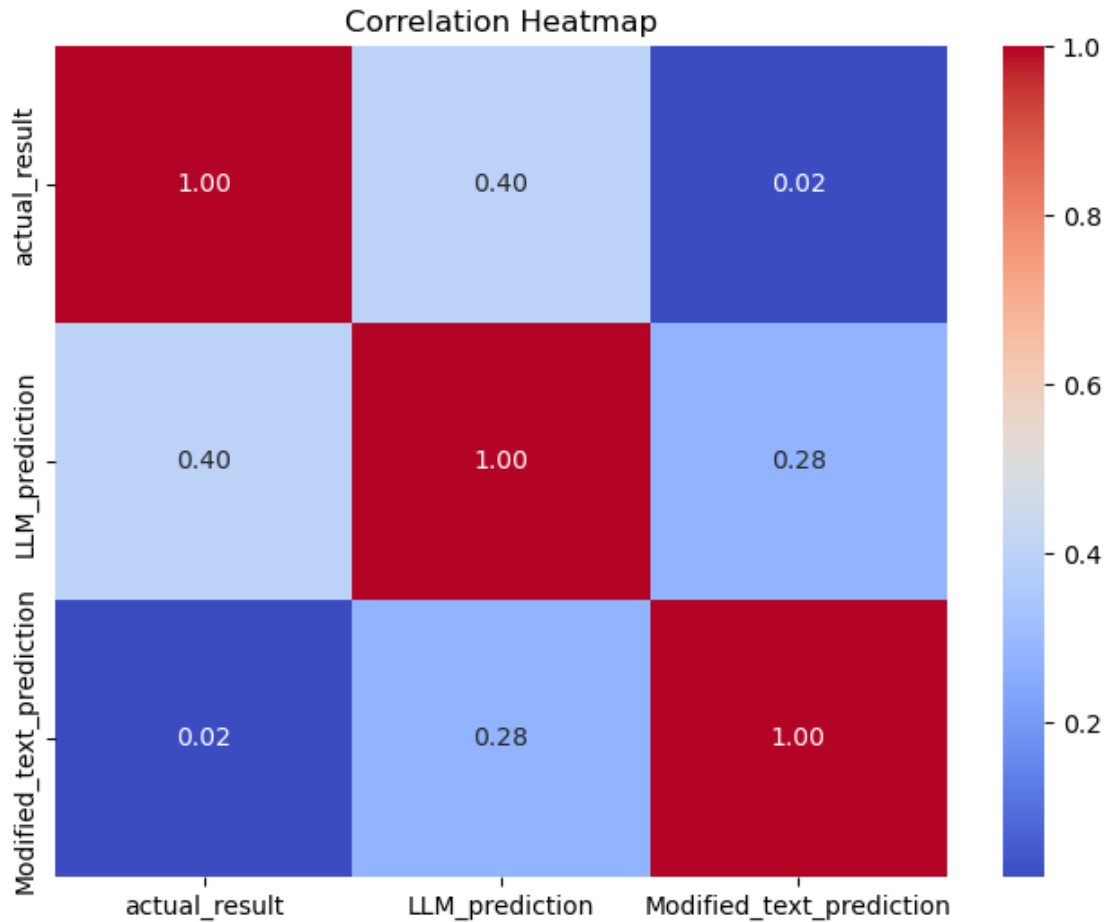 Correlation Heatmap
actual_result
1.00
0.40
0.02
LLM_prediction
0.40
1.00
0.28
Modified_text_prediction
0.02
0.28
1.00
actual_result
LLM_prediction
Modified_text_prediction
1.0
0.8
0.6
0.4
0.2